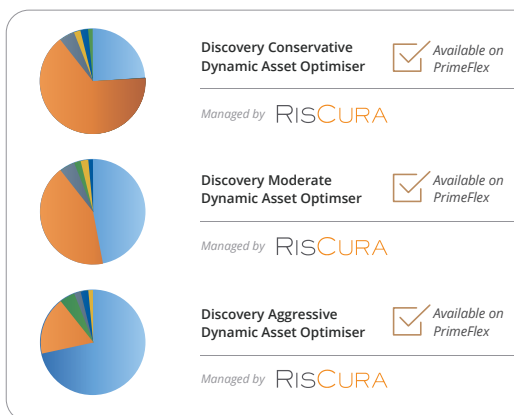 Discovery Conservative
Dynamic Asset Optimiser
Available on
PrimeFlex
Managed by RISCURA
Discovery Moderate
Dynamic Asset Optimiser
Available on
PrimeFlex
Managed by RISCURA
Discovery Aggressive
Dynamic Asset Optimiser
Available on
PrimeFlex
Managed by RISCURA